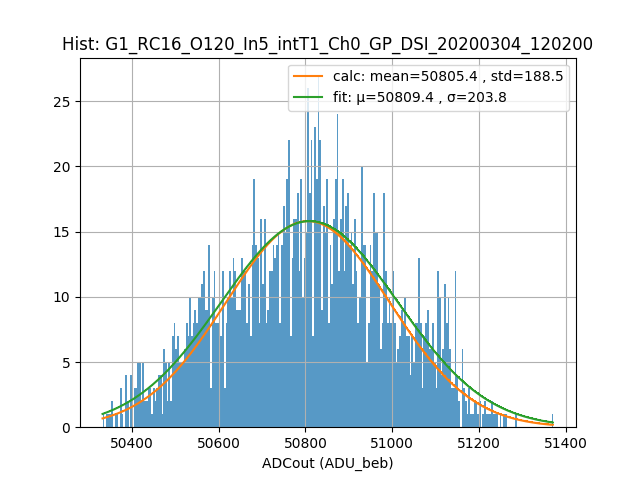 Hist: G1_RC16_O120_In5_intT1_Ch0_GP_DSI_20200304_120200
calc: mean=50805.4 , std=188.5
fit: μ=50809.4 , σ=203.8
25
20
15
10
5
0
50400 50600 50800 51000 51200 51400
ADCout (ADU_beb)